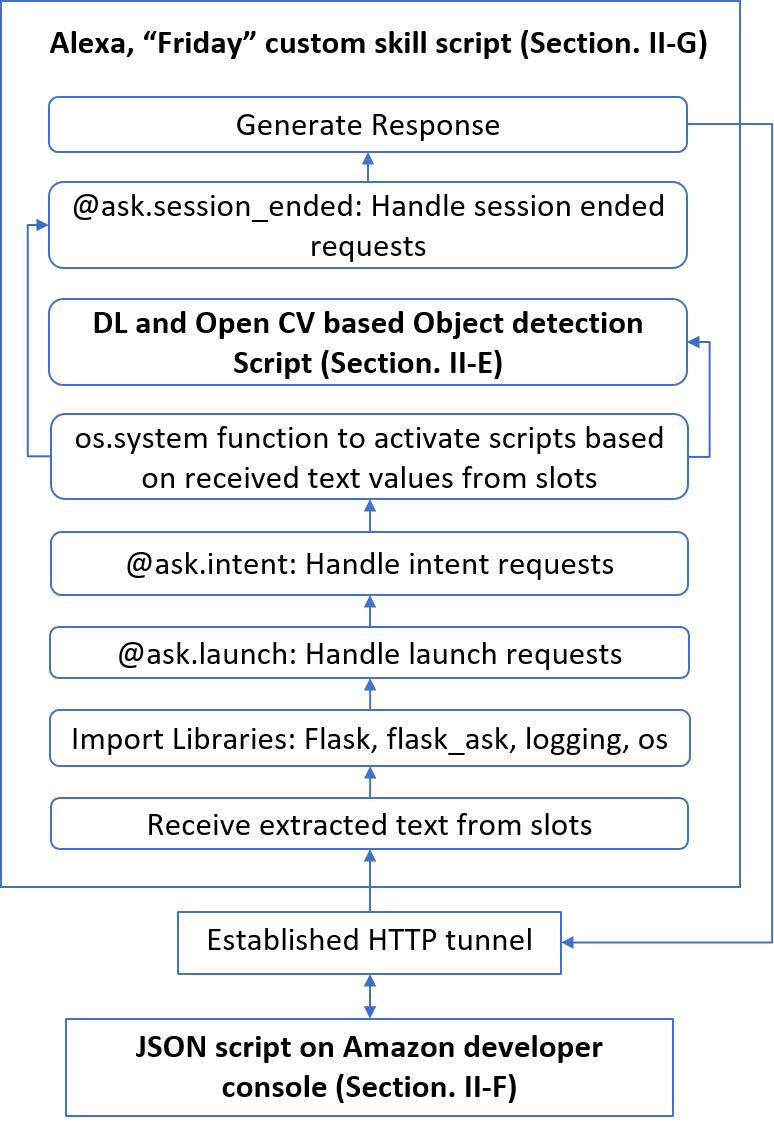 Alexa, “Friday” custom skill script (Section. II-G)
Generate Response
@ask.session_ended: Handle session ended
requests
DL and Open CV based Object detection
Script (Section. II-E)
os.system function to activate scripts based
on received text values from slots
@ask.intent: Handle intent requests
@ask.launch: Handle launch requests
Import Libraries: Flask, flask_ask, logging, os
Receive extracted text from slots
Established HTTP tunnel
JSON script on Amazon developer
console (Section. II-F)